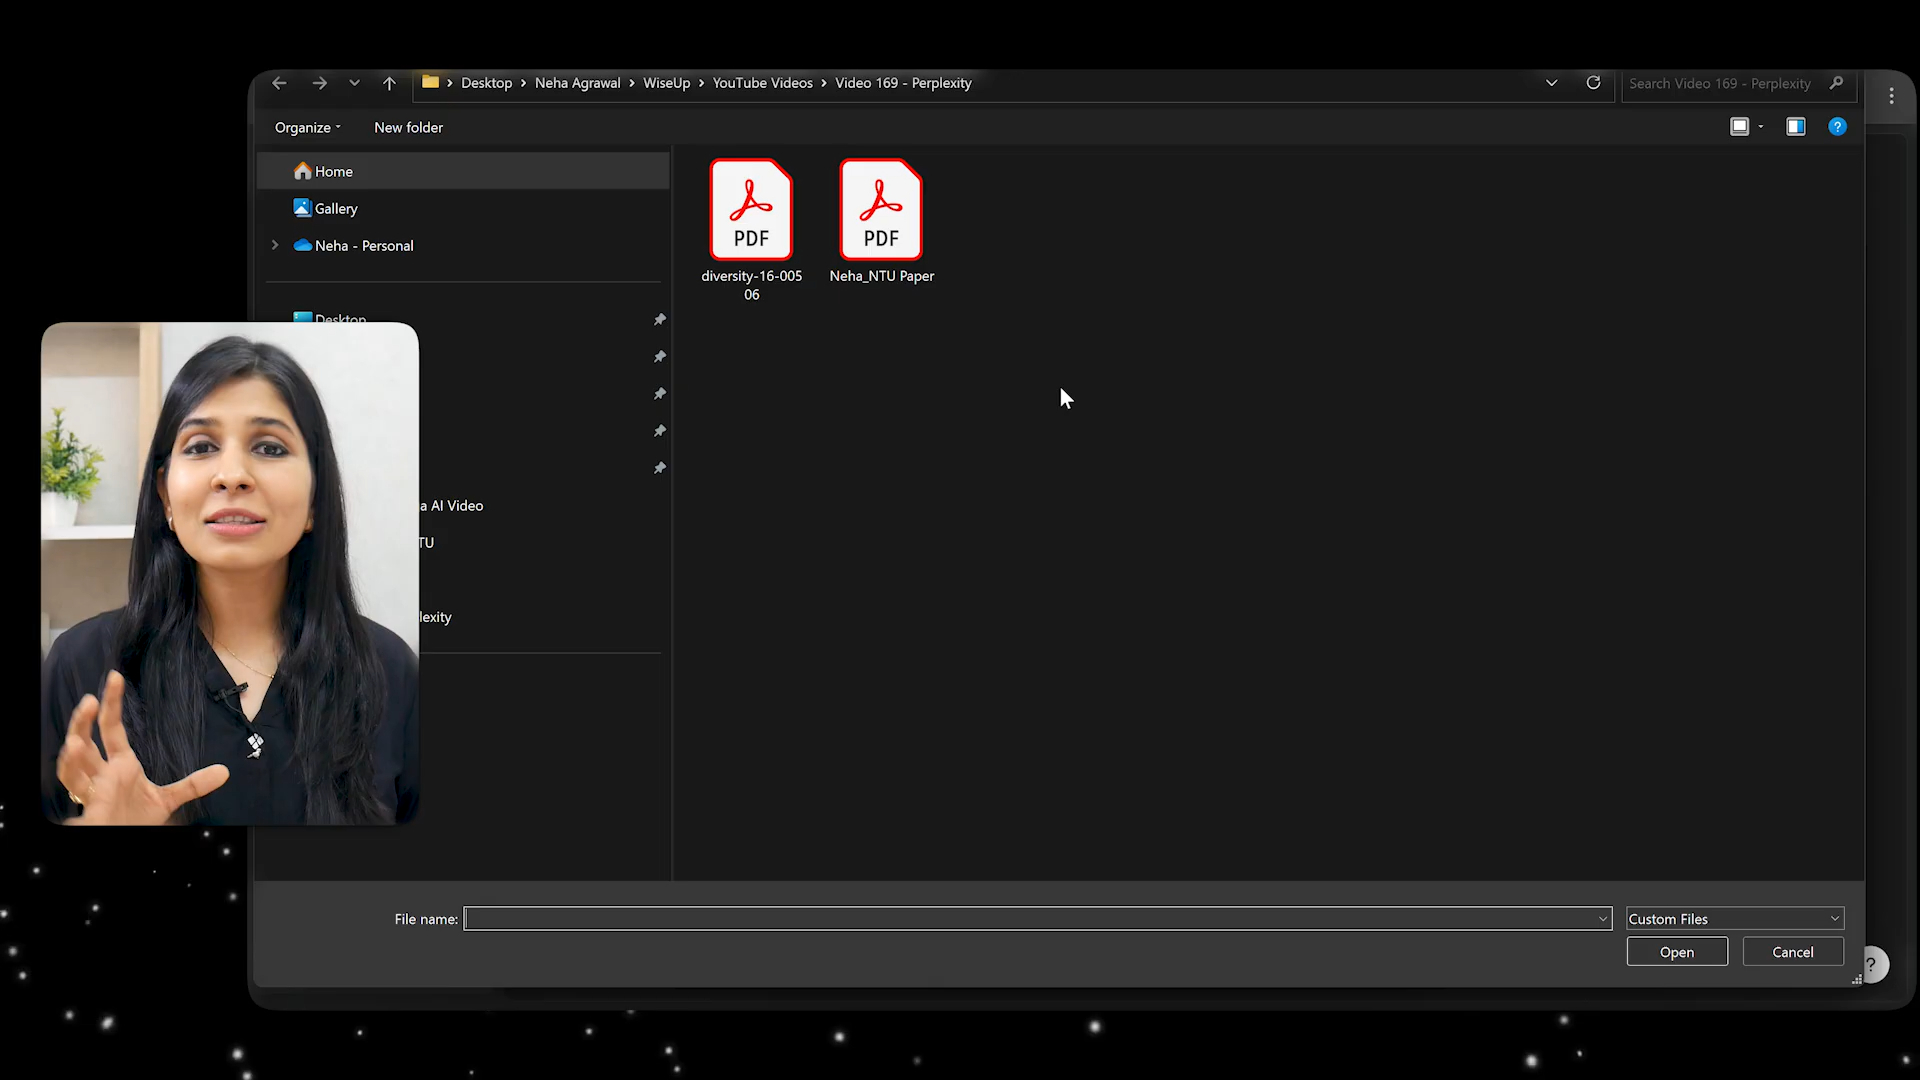 Desktop > Neha Agrawal > WiseUp > YouTube Videos > Video 169 - Perplexity
Search Video 169 - Perplexity
Organize
New folder
?
Home
Gallery
Neha - Personal
Desktop
a AI Video
TU
lexity
PDF
diversity-16-005
06
PDF
Neha_NTU Paper
File name:
Custom Files
Open
Cancel
?